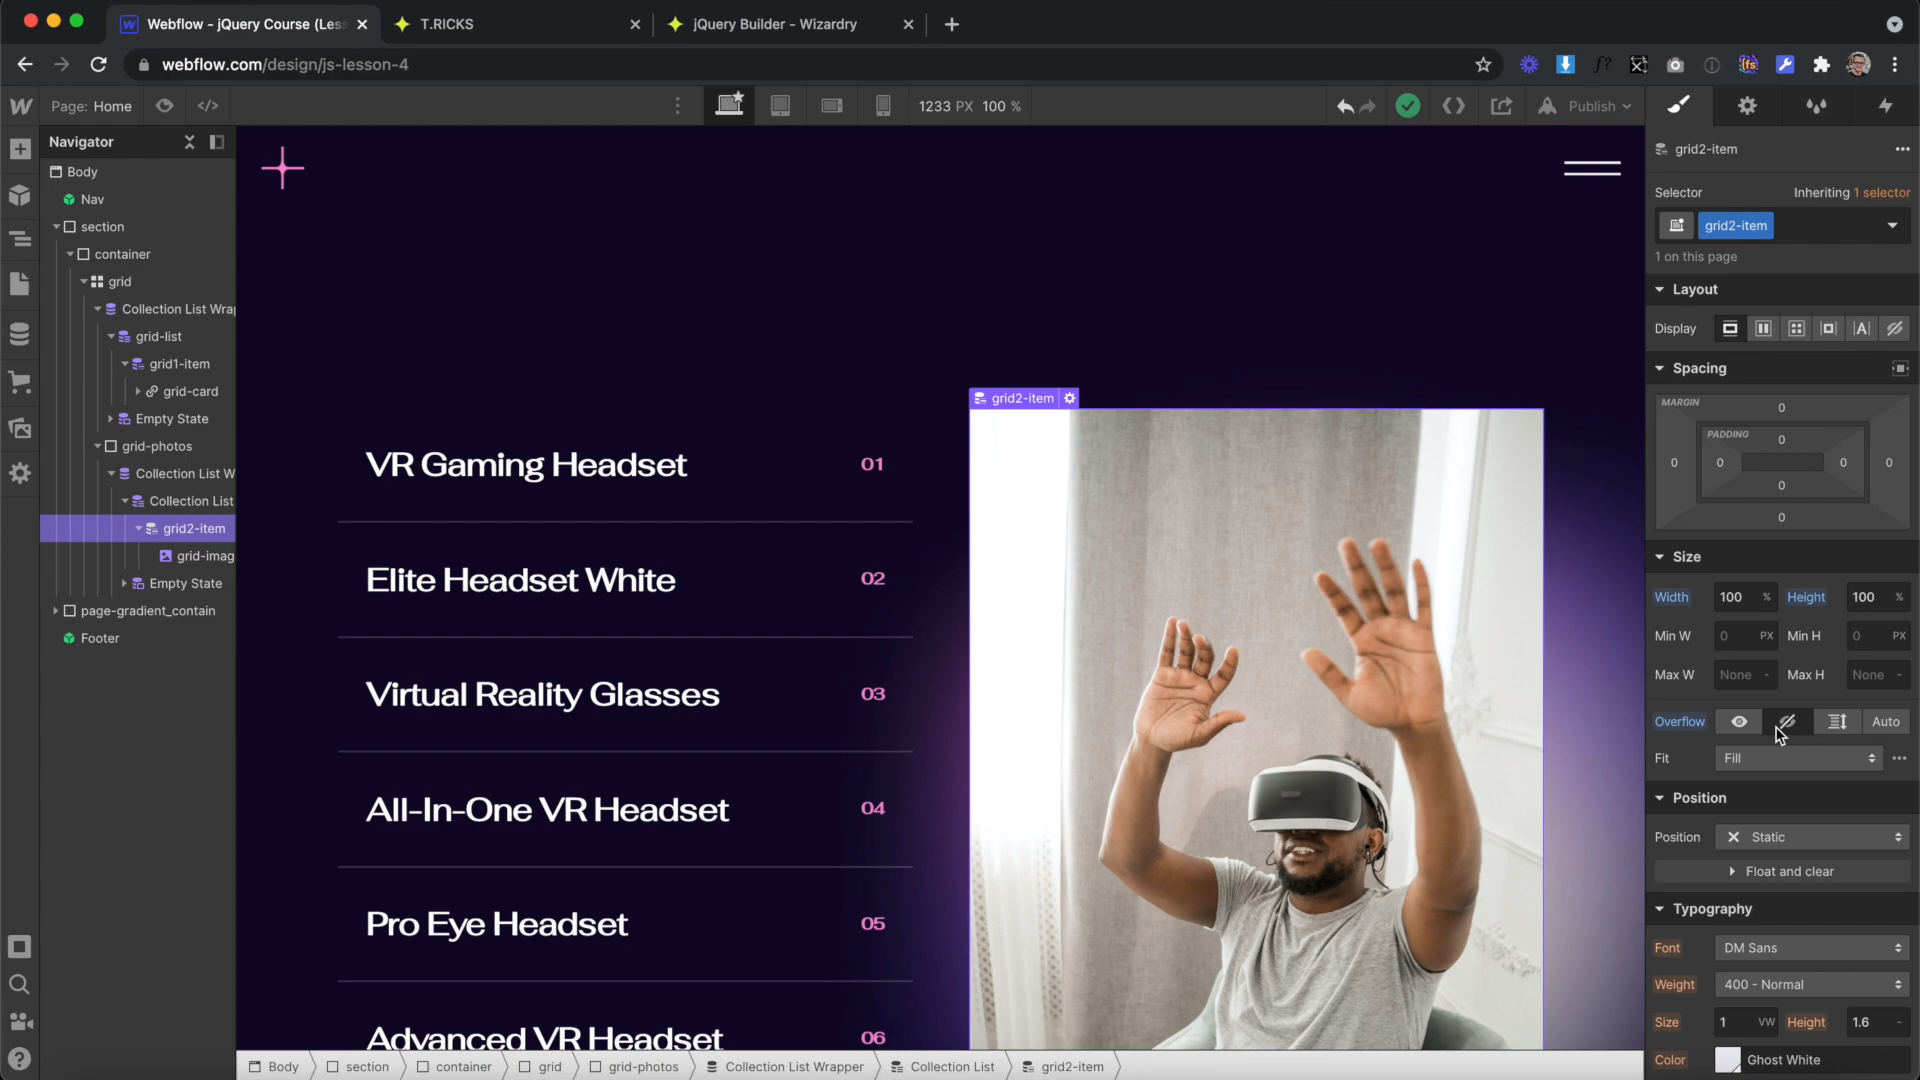 Webflow - jQuery Course (Less
T.RICKS
jQuery Builder - Wizardry
webflow.com/design/js-lesson-4
Page: Home
1233 PX 100 %
Publish
Navigator
Body
Nav
section
container
grid
Collection List Wrap
grid-list
grid1-item
grid-card
Empty State
grid-photos
Collection List W
Collection List
grid2-item
grid-imag
Empty State
page-gradient_contain
Footer
grid2-item
VR Gaming Headset 01
Elite Headset White 02
Virtual Reality Glasses 03
All-In-One VR Headset 04
Pro Eye Headset 05
Advanced VR Headset 06
Body section container grid grid-photos Collection List Wrapper Collection List grid2-item
grid2-item
Selector Inheriting 1 selector
grid2-item
1 on this page
Layout
Display
Spacing
MARGIN 0
PADDING 0
0 0 0 0
0
0
Size
Width 100 % Height 100 %
Min W 0 PX Min H 0 PX
Max W None - Max H None -
Overflow Auto
Fit Fill
Position
Position Static
Float and clear
Typography
Font DM Sans
Weight 400 - Normal
Size 1 VW Height 1.6 -
Color Ghost White